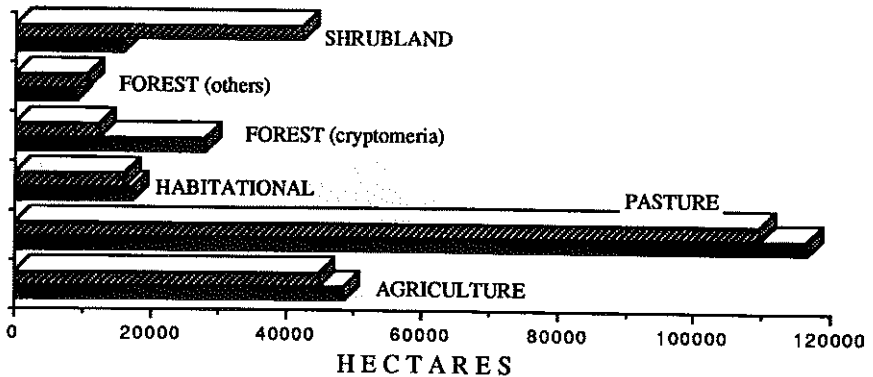 SHRUBLAND
FOREST (others)
FOREST (cryptomeria)
HABITATIONAL
PASTURE
AGRICULTURE
0 20000 40000 60000 80000 100000 120000
HECTARES